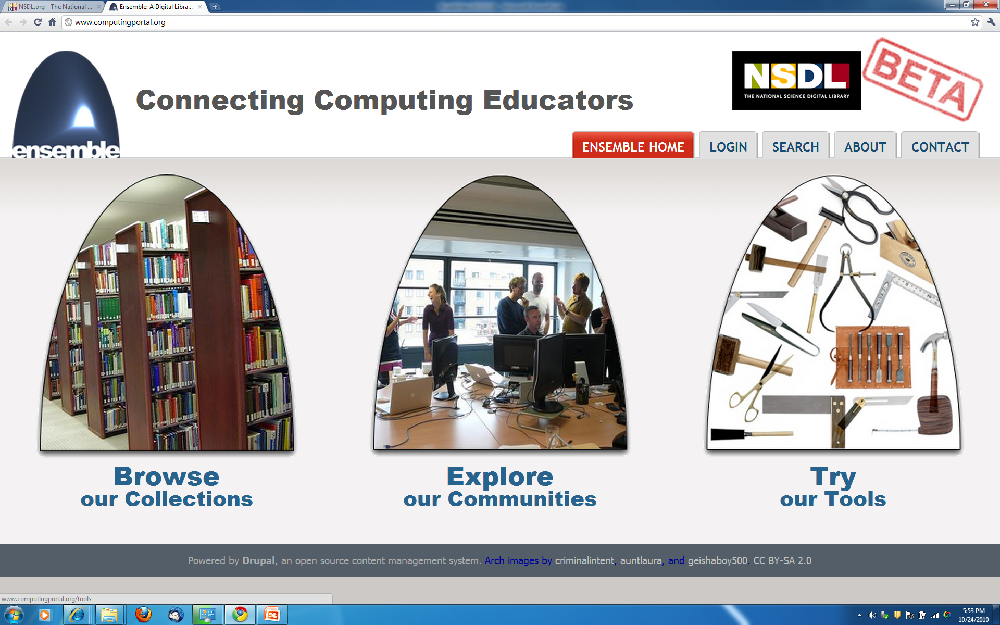 NSDL.org - The National ...
Ensemble: A Digital Libra...
www.computingportal.org
ensemble
Connecting Computing Educators
NSDL
THE NATIONAL SCIENCE DIGITAL LIBRARY
BETA
ENSEMBLE HOME
LOGIN
SEARCH
ABOUT
CONTACT
Browse
our Collections
Explore
our Communities
Try
our Tools
Powered by Drupal, an open source content management system. Arch images by criminalintent, auntlaura, and geishaboy500. CC BY-SA 2.0
www.computingportal.org/tools
5:53 PM
10/24/2010